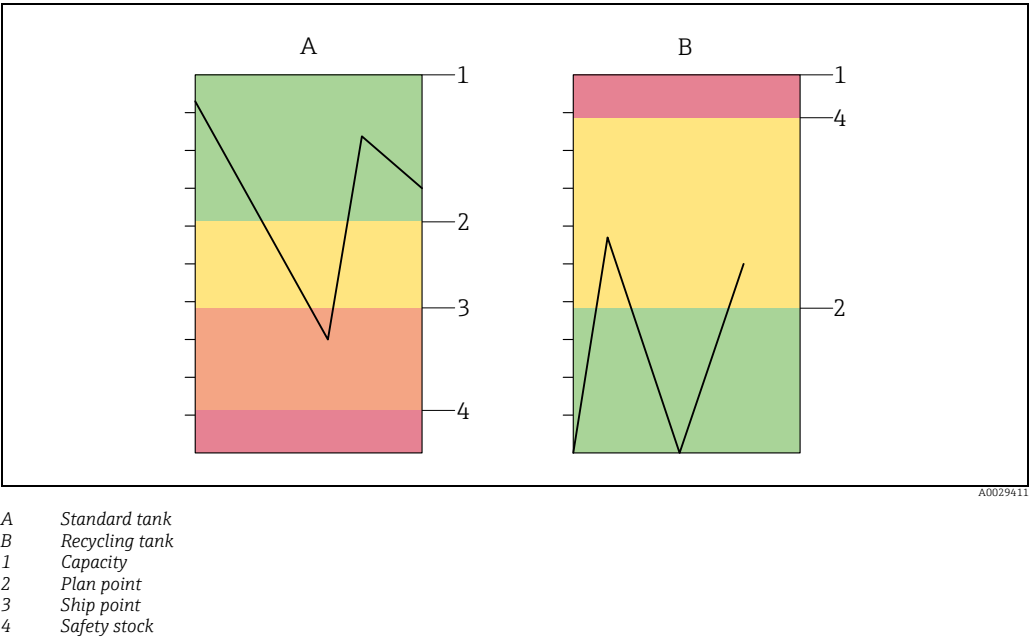 A B
1 1
4
2
3 2
4
A0029411
A Standard tank
B Recycling tank
1 Capacity
2 Plan point
3 Ship point
4 Safety stock